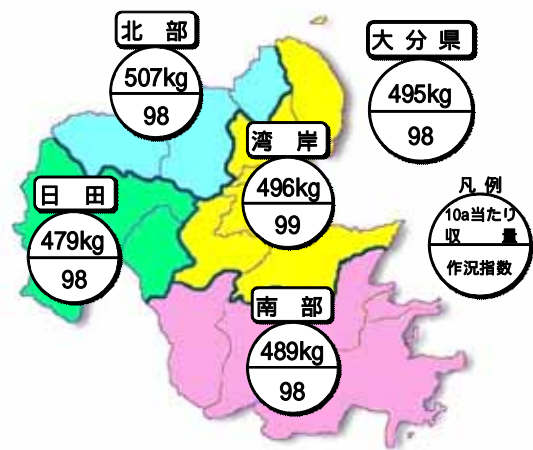 北部
507kg
98
大分県
495kg
98
湾岸
496kg
99
日田
479kg
98
南部
489kg
98
凡例
10a当たり
収量
作況指数